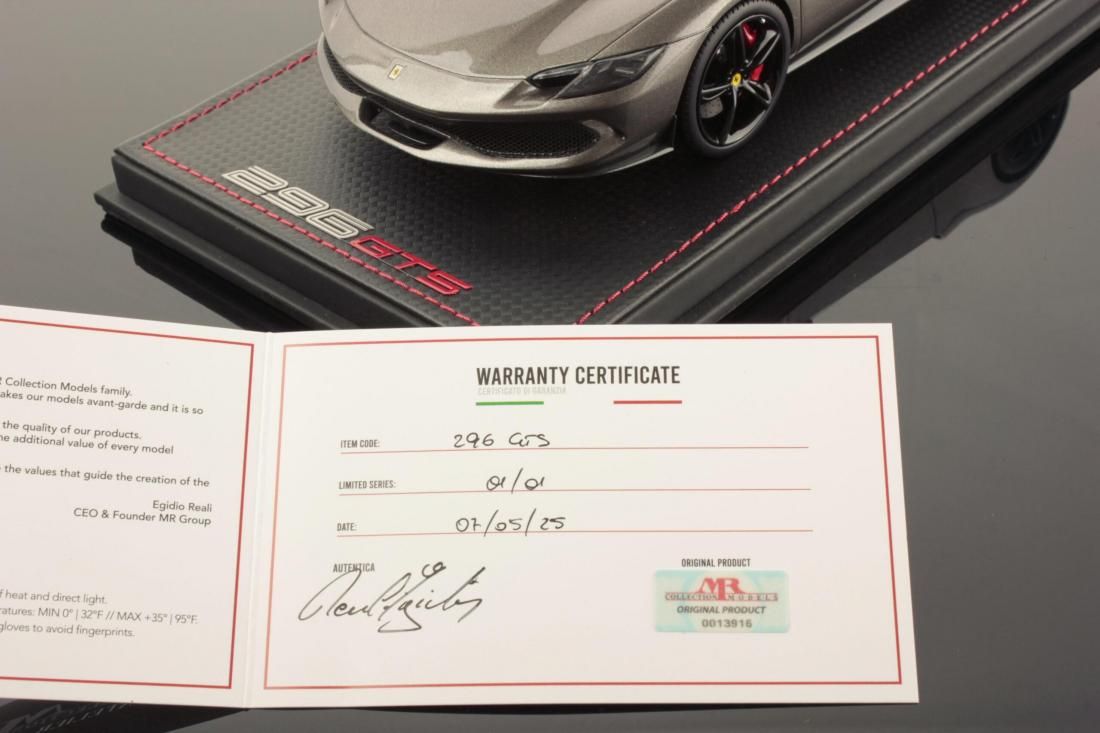 296 GTS
R Collection Models family.
akes our models avant-garde and it is so
the quality of our products.
he additional value of every model
the values that guide the creation of the
Egidio Reali
CEO & Founder MR Group
f heat and direct light.
ratures: MIN 0° | 32°F // MAX +35° | 95°F.
gloves to avoid fingerprints.
WARRANTY CERTIFICATE
CERTIFICATO DI GARANZIA
ITEM CODE: 296 GTS
LIMITED SERIES: 01/01
DATE: 07/05/25
AUTENTICA
ORIGINAL PRODUCT
MR
COLLECTION MODELS
ORIGINAL PRODUCT
0013916